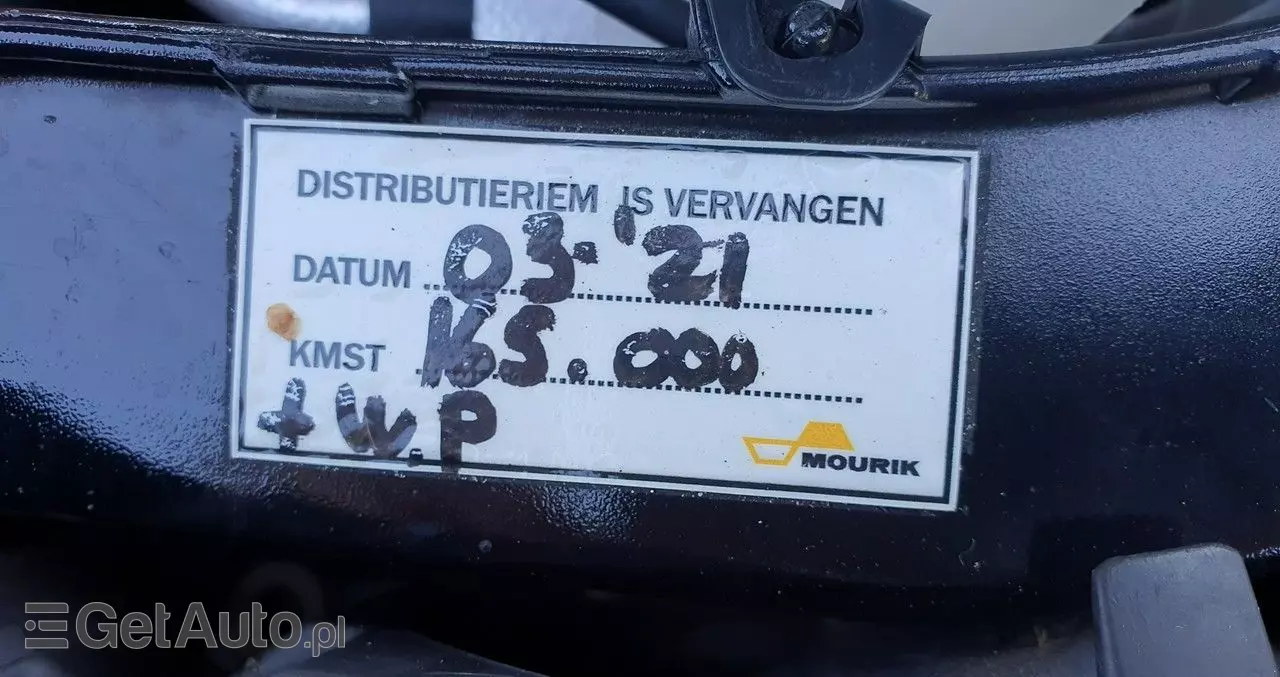 DISTRIBUTIERIEM IS VERVANGEN
DATUM 03-'21
KMST 165.000
+ W.P
MOURIK
GetAuto.pl